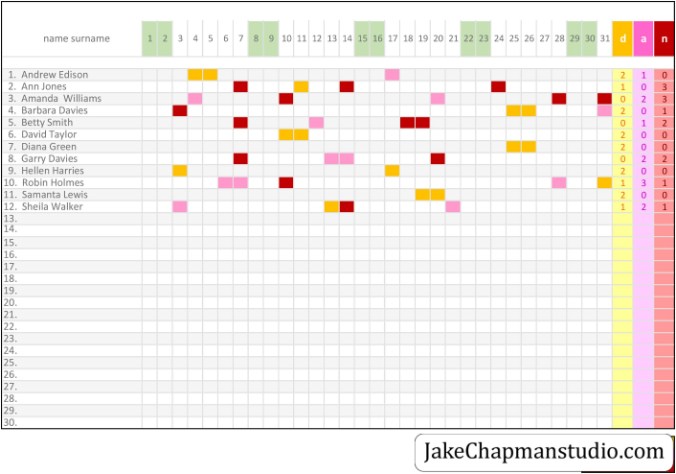 name surname 1 2 3 4 5 6 7 8 9 10 11 12 13 14 15 16 17 18 19 20 21 22 23 24 25 26 27 28 29 30 31 d a n
1. Andrew Edison 2 1 0
2. Ann Jones 1 0 3
3. Amanda Williams 0 2 3
4. Barbara Davies 2 0 1
5. Betty Smith 0 1 2
6. David Taylor 2 0 0
7. Diana Green 2 0 0
8. Garry Davies 0 2 2
9. Hellen Harries 2 0 0
10. Robin Holmes 1 3 1
11. Samanta Lewis 2 0 0
12. Sheila Walker 1 2 1
13.
14.
15.
16.
17.
18.
19.
20.
21.
22.
23.
24.
25.
26.
27.
28.
29.
30.
JakeChapmanstudio.com